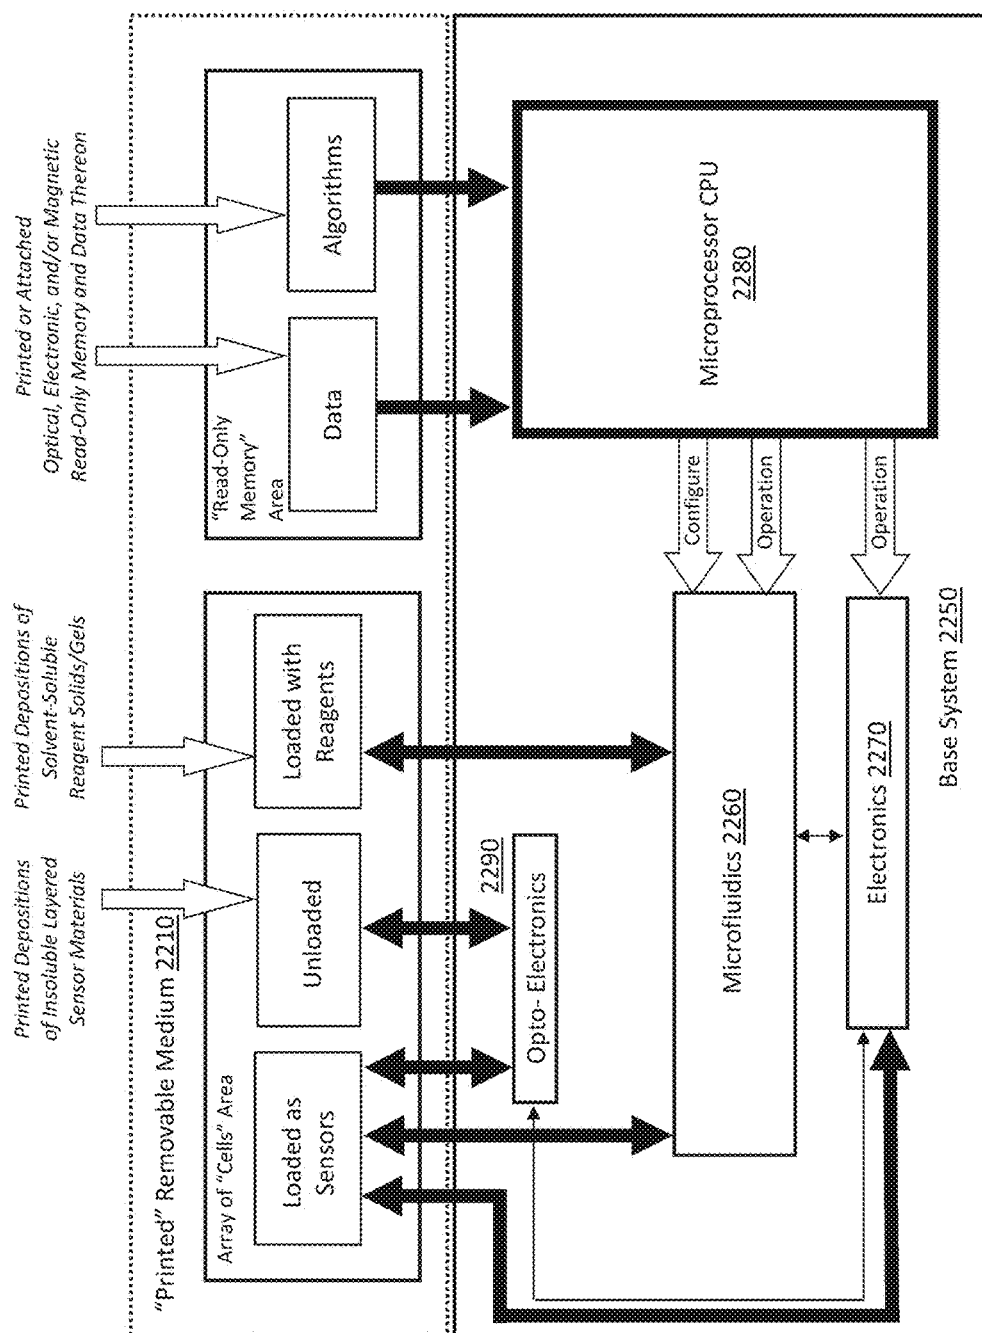 Printed Depositions
of Insoluble Layered
Sensor Materials
Printed Depositions of
Solvent-Soluble
Reagent Solids/Gels
Printed or Attached
Optical, Electronic, and/or Magnetic
Read-Only Memory and Data Thereon
"Printed" Removable Medium 2210
Array of "Cells" Area
Loaded as
Sensors
Unloaded
Loaded with
Reagents
"Read-Only
Memory"
Area
Data
Algorithms
Opto- Electronics
2290
Microfluidics 2260
Electronics 2270
Configure
Operation
Operation
Microprocessor CPU
2280
Base System 2250